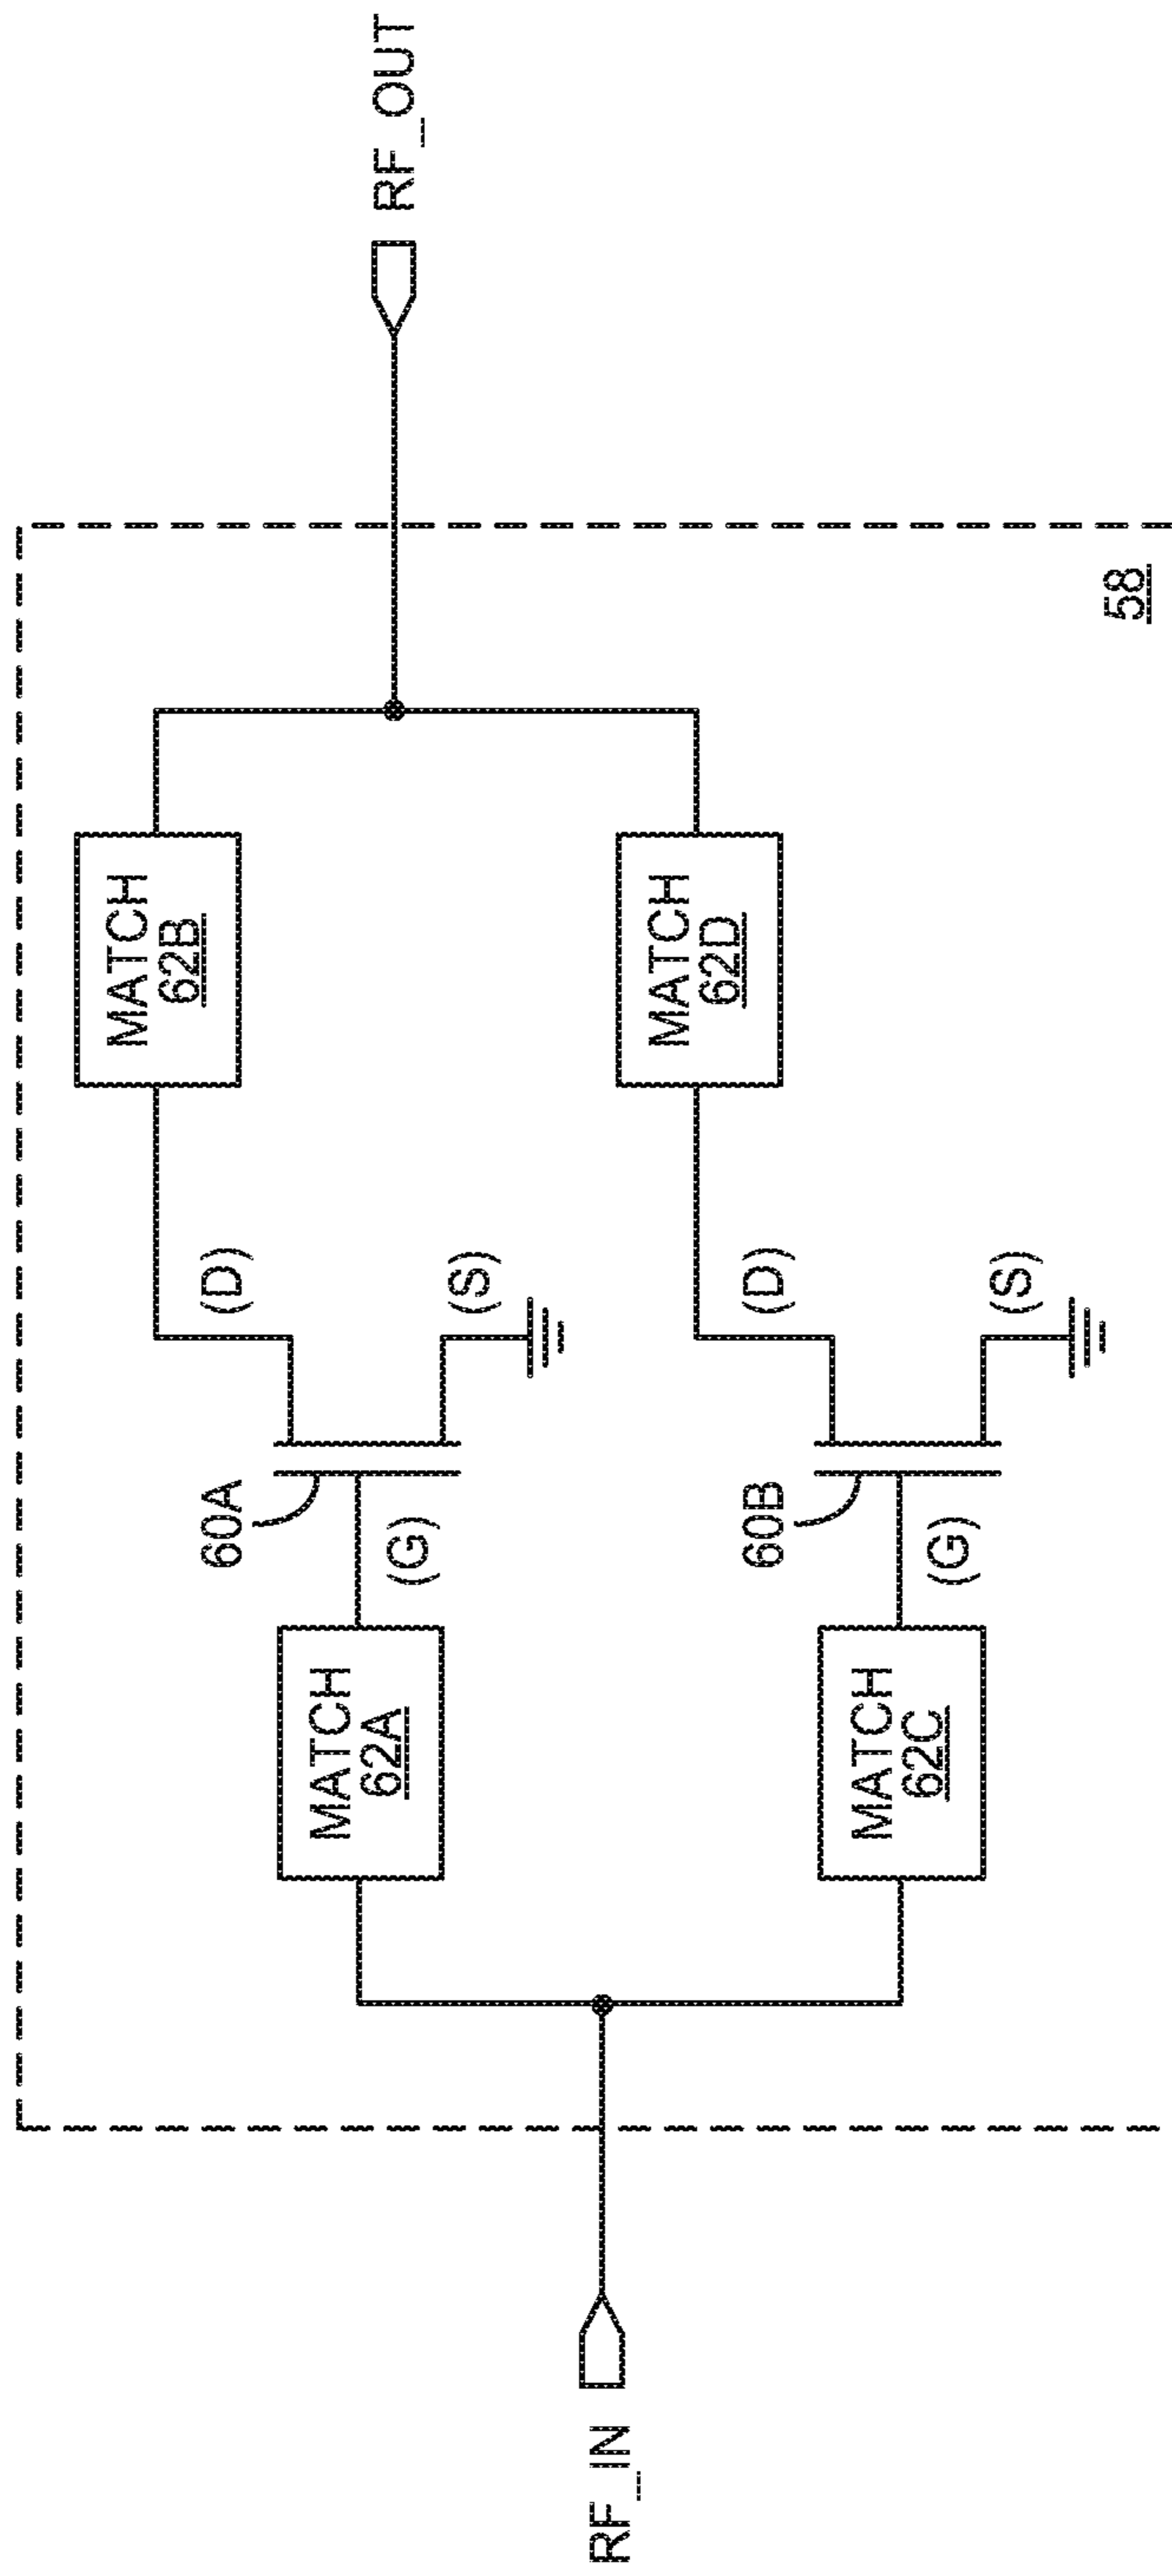 RF_IN
MATCH
62A
(G)
60A
(D)
(S)
MATCH
62B
MATCH
62C
(G)
60B
(D)
(S)
MATCH
62D
58
RF_OUT